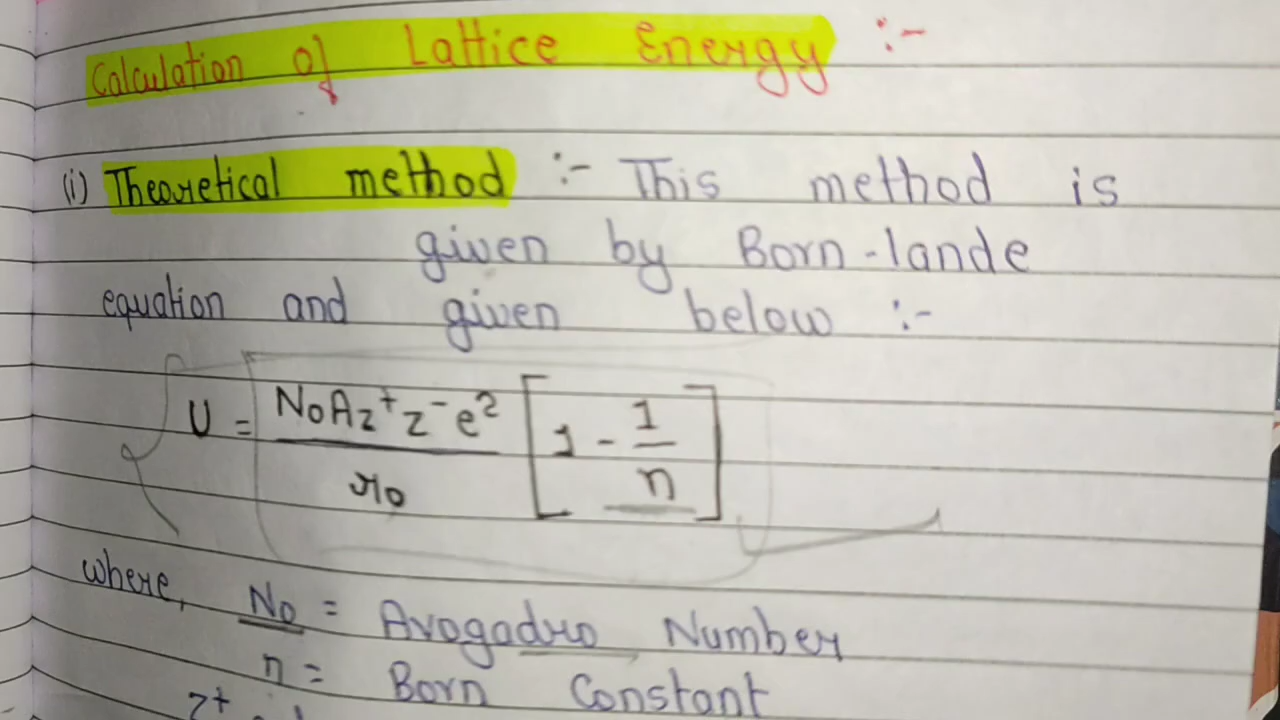 Calculation of Lattice Energy :-
(i) Theoretical method :- This method is
given by Born-lande
equation and given below :-
U = N₀Az⁺z⁻e² / r₀ [1 - 1/n]
where, N₀ = Avogadro Number
n = Born Constant
z⁺